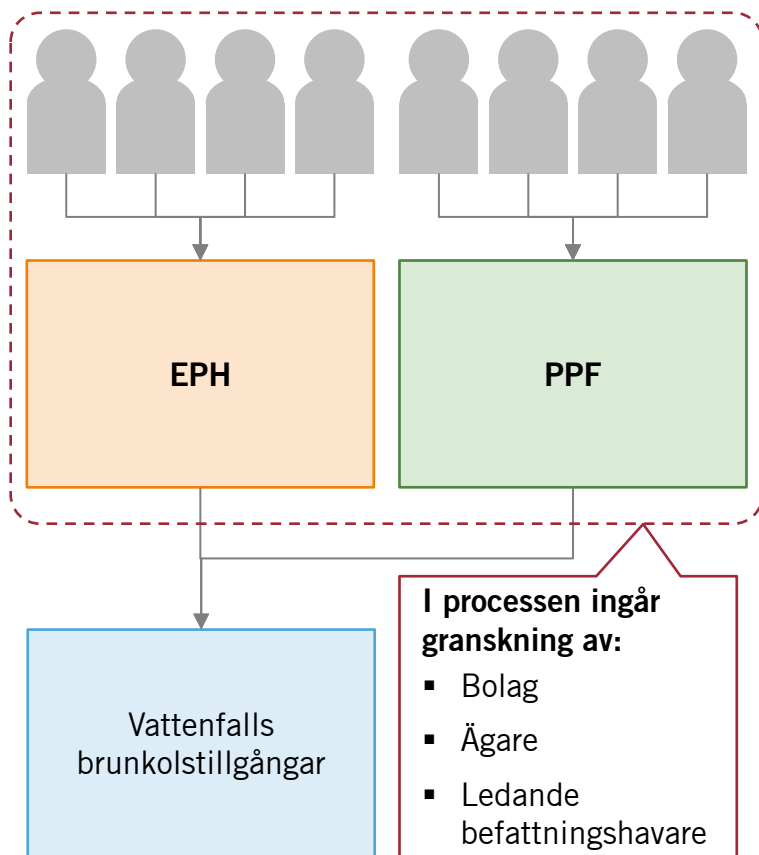 EPH
PPF
Vattenfalls
brunkolstillgångar
I processen ingår
granskning av:
▪ Bolag
▪ Ägare
▪ Ledande
befattningshavare